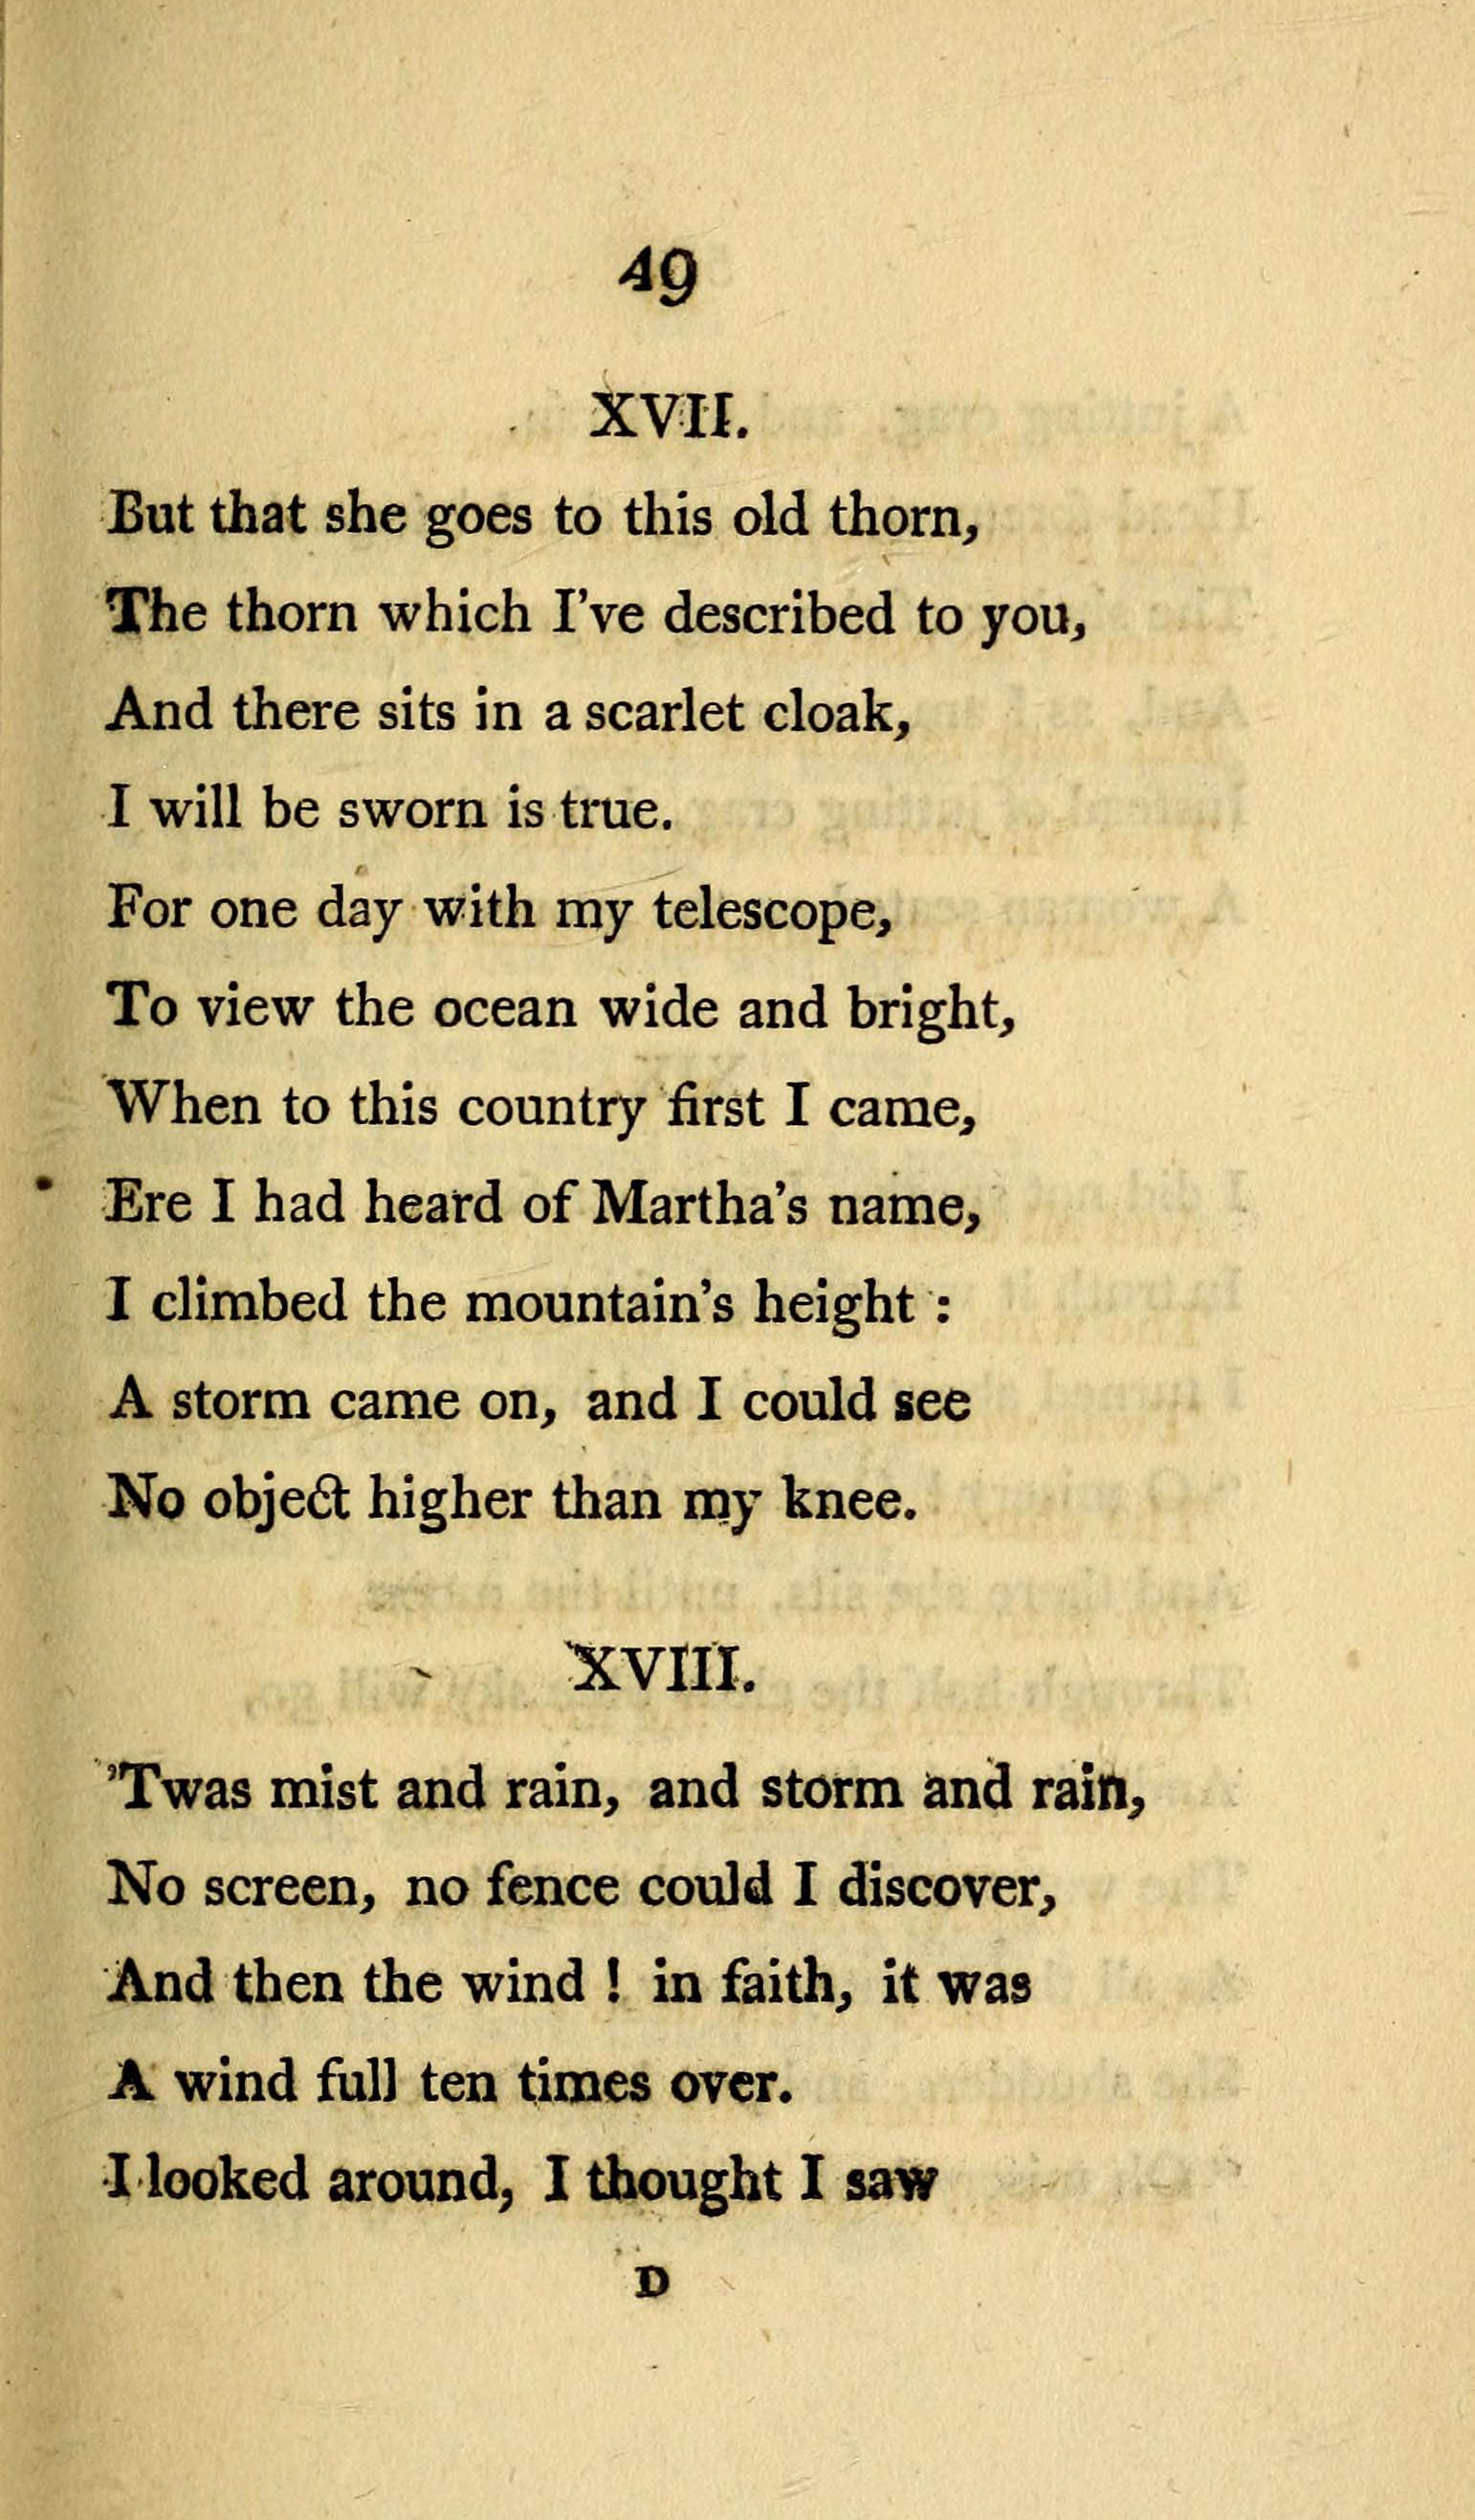 49
XVII.
But that she goes to this old thorn,
The thorn which I've described to you,
And there sits in a scarlet cloak,
I will be sworn is true.
For one day with my telescope,
To view the ocean wide and bright,
When to this country first I came,
Ere I had heard of Martha's name,
I climbed the mountain's height :
A storm came on, and I could see
No object higher than my knee.
XVIII.
'Twas mist and rain, and storm and rain,
No screen, no fence could I discover,
And then the wind ! in faith, it was
A wind full ten times over.
I looked around, I thought I saw
D